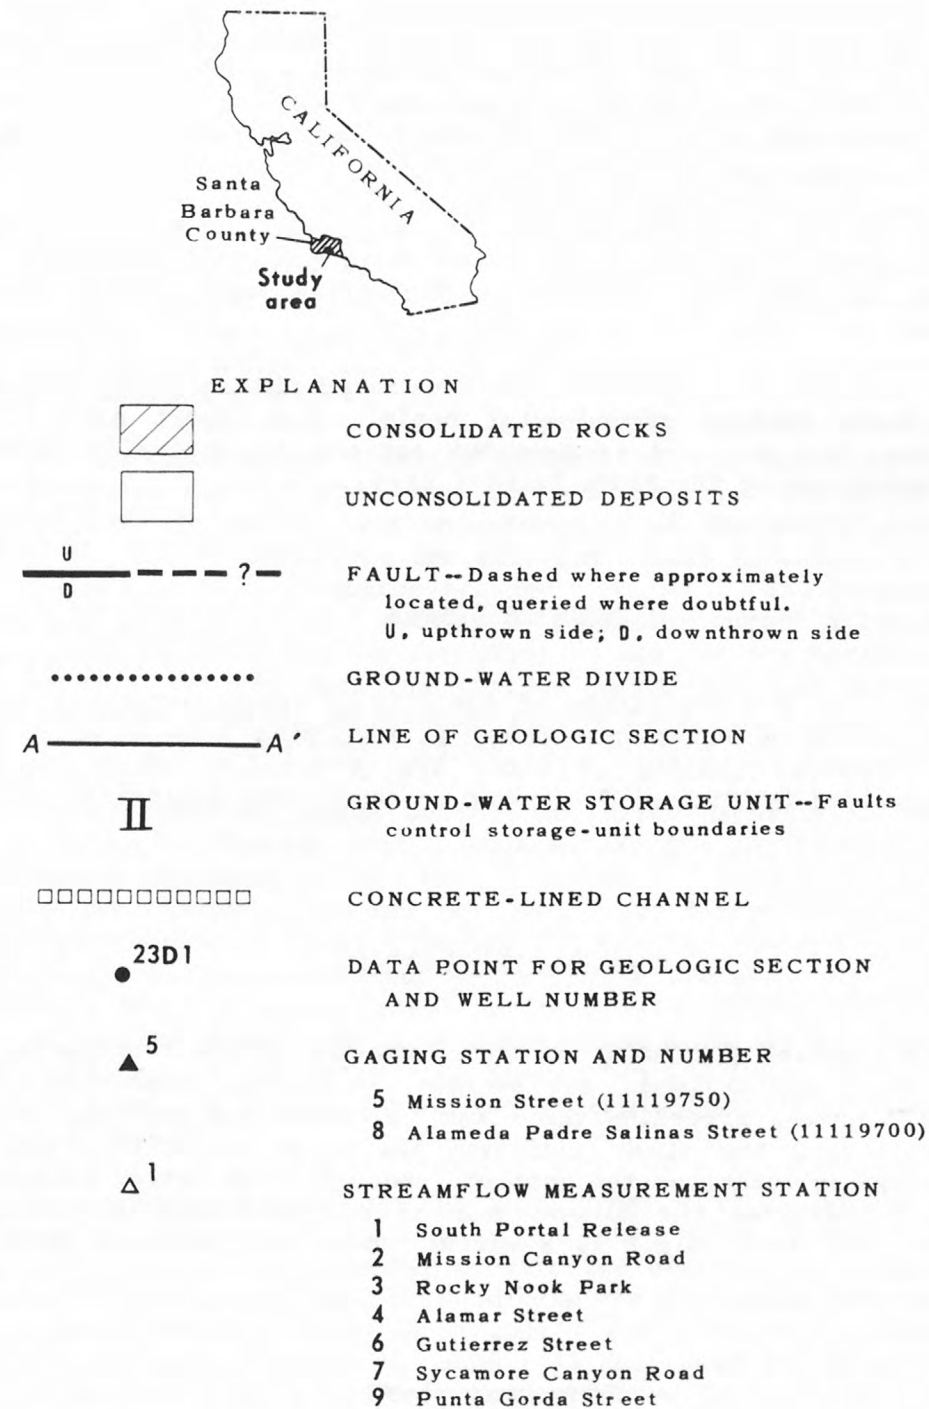 CALIFORNIA
Santa
Barbara
County
Study
area
EXPLANATION
CONSOLIDATED ROCKS
UNCONSOLIDATED DEPOSITS
U
D
?
FAULT--Dashed where approximately
located, queried where doubtful.
U, upthrown side; D, downthrown side
GROUND-WATER DIVIDE
A A'
LINE OF GEOLOGIC SECTION
II
GROUND-WATER STORAGE UNIT--Faults
control storage-unit boundaries
CONCRETE-LINED CHANNEL
23D1
DATA POINT FOR GEOLOGIC SECTION
AND WELL NUMBER
5
GAGING STATION AND NUMBER
5 Mission Street (11119750)
8 Alameda Padre Salinas Street (11119700)
1
STREAMFLOW MEASUREMENT STATION
1 South Portal Release
2 Mission Canyon Road
3 Rocky Nook Park
4 Alamar Street
6 Gutierrez Street
7 Sycamore Canyon Road
9 Punta Gorda Street